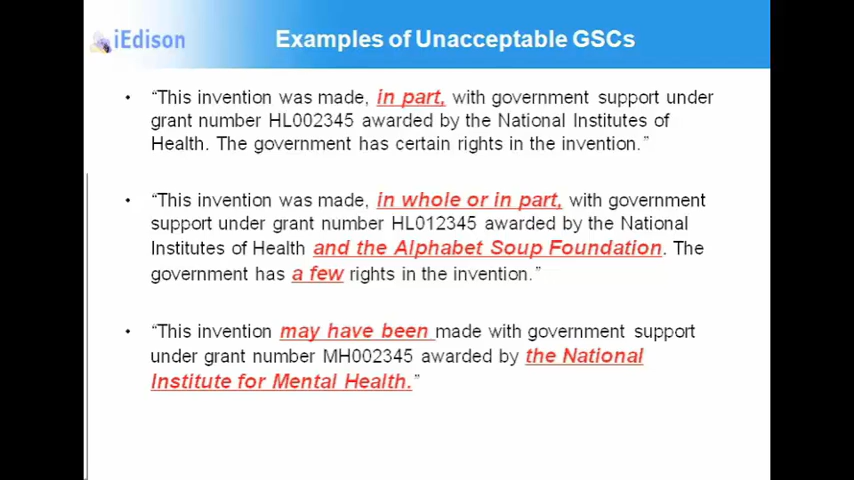 iEdison
Examples of Unacceptable GSCs
• “This invention was made, in part, with government support under
grant number HL002345 awarded by the National Institutes of
Health. The government has certain rights in the invention.”
• “This invention was made, in whole or in part, with government
support under grant number HL012345 awarded by the National
Institutes of Health and the Alphabet Soup Foundation. The
government has a few rights in the invention.”
• “This invention may have been made with government support
under grant number MH002345 awarded by the National
Institute for Mental Health.”